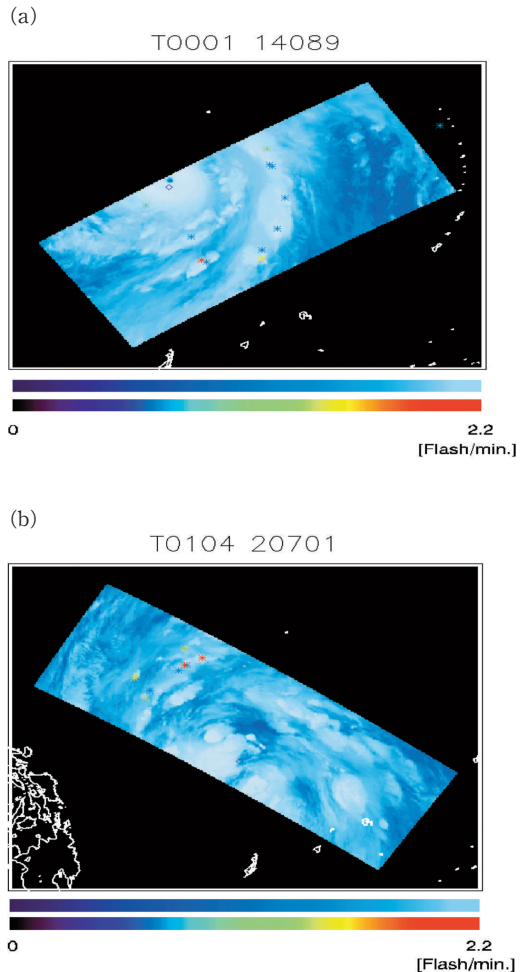 (a)
T0001 14089
0 2.2
[Flash/min.]
(b)
T0104 20701
0 2.2
[Flash/min.]